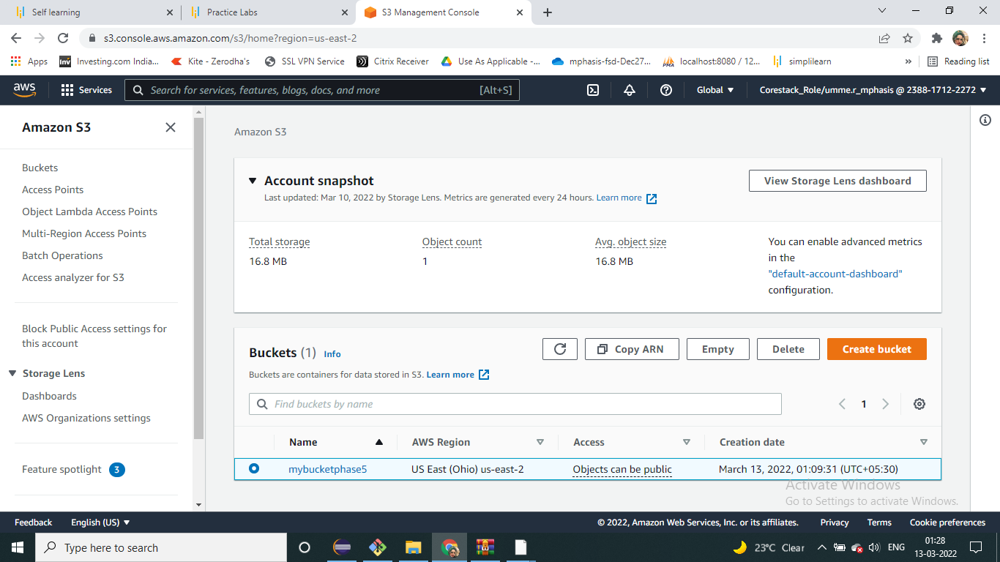 Self learning
Practice Labs
S3 Management Console
s3.console.aws.amazon.com/s3/home?region=us-east-2
Apps
inv
Investing.com India...
Kite - Zerodha's
SSL VPN Service
Citrix Receiver
Use As Applicable -...
mphasis-fsd-Dec27...
localhost:8080 / 12...
simplilearn
»
Reading list
aws
Services
Search for services, features, blogs, docs, and more
[Alt+S]
Global
Corestack_Role/umme.r_mphasis @ 2388-1712-2272
Amazon S3
Buckets
Access Points
Object Lambda Access Points
Multi-Region Access Points
Batch Operations
Access analyzer for S3
Block Public Access settings for
this account
Storage Lens
Dashboards
AWS Organizations settings
Feature spotlight 3
Amazon S3
Account snapshot
Last updated: Mar 10, 2022 by Storage Lens. Metrics are generated every 24 hours. Learn more
View Storage Lens dashboard
Total storage
16.8 MB
Object count
1
Avg. object size
16.8 MB
You can enable advanced metrics
in the
"default-account-dashboard"
configuration.
Buckets (1) Info
Copy ARN
Empty
Delete
Create bucket
Buckets are containers for data stored in S3. Learn more
Find buckets by name
1
Name
AWS Region
Access
Creation date
mybucketphase5
US East (Ohio) us-east-2
Objects can be public
March 13, 2022, 01:09:31 (UTC+05:30)
Activate Windows
Go to Settings to activate Windows.
Feedback
English (US)
© 2022, Amazon Web Services, Inc. or its affiliates.
Privacy
Terms
Cookie preferences
Type here to search
23°C Clear
ENG
01:28
13-03-2022